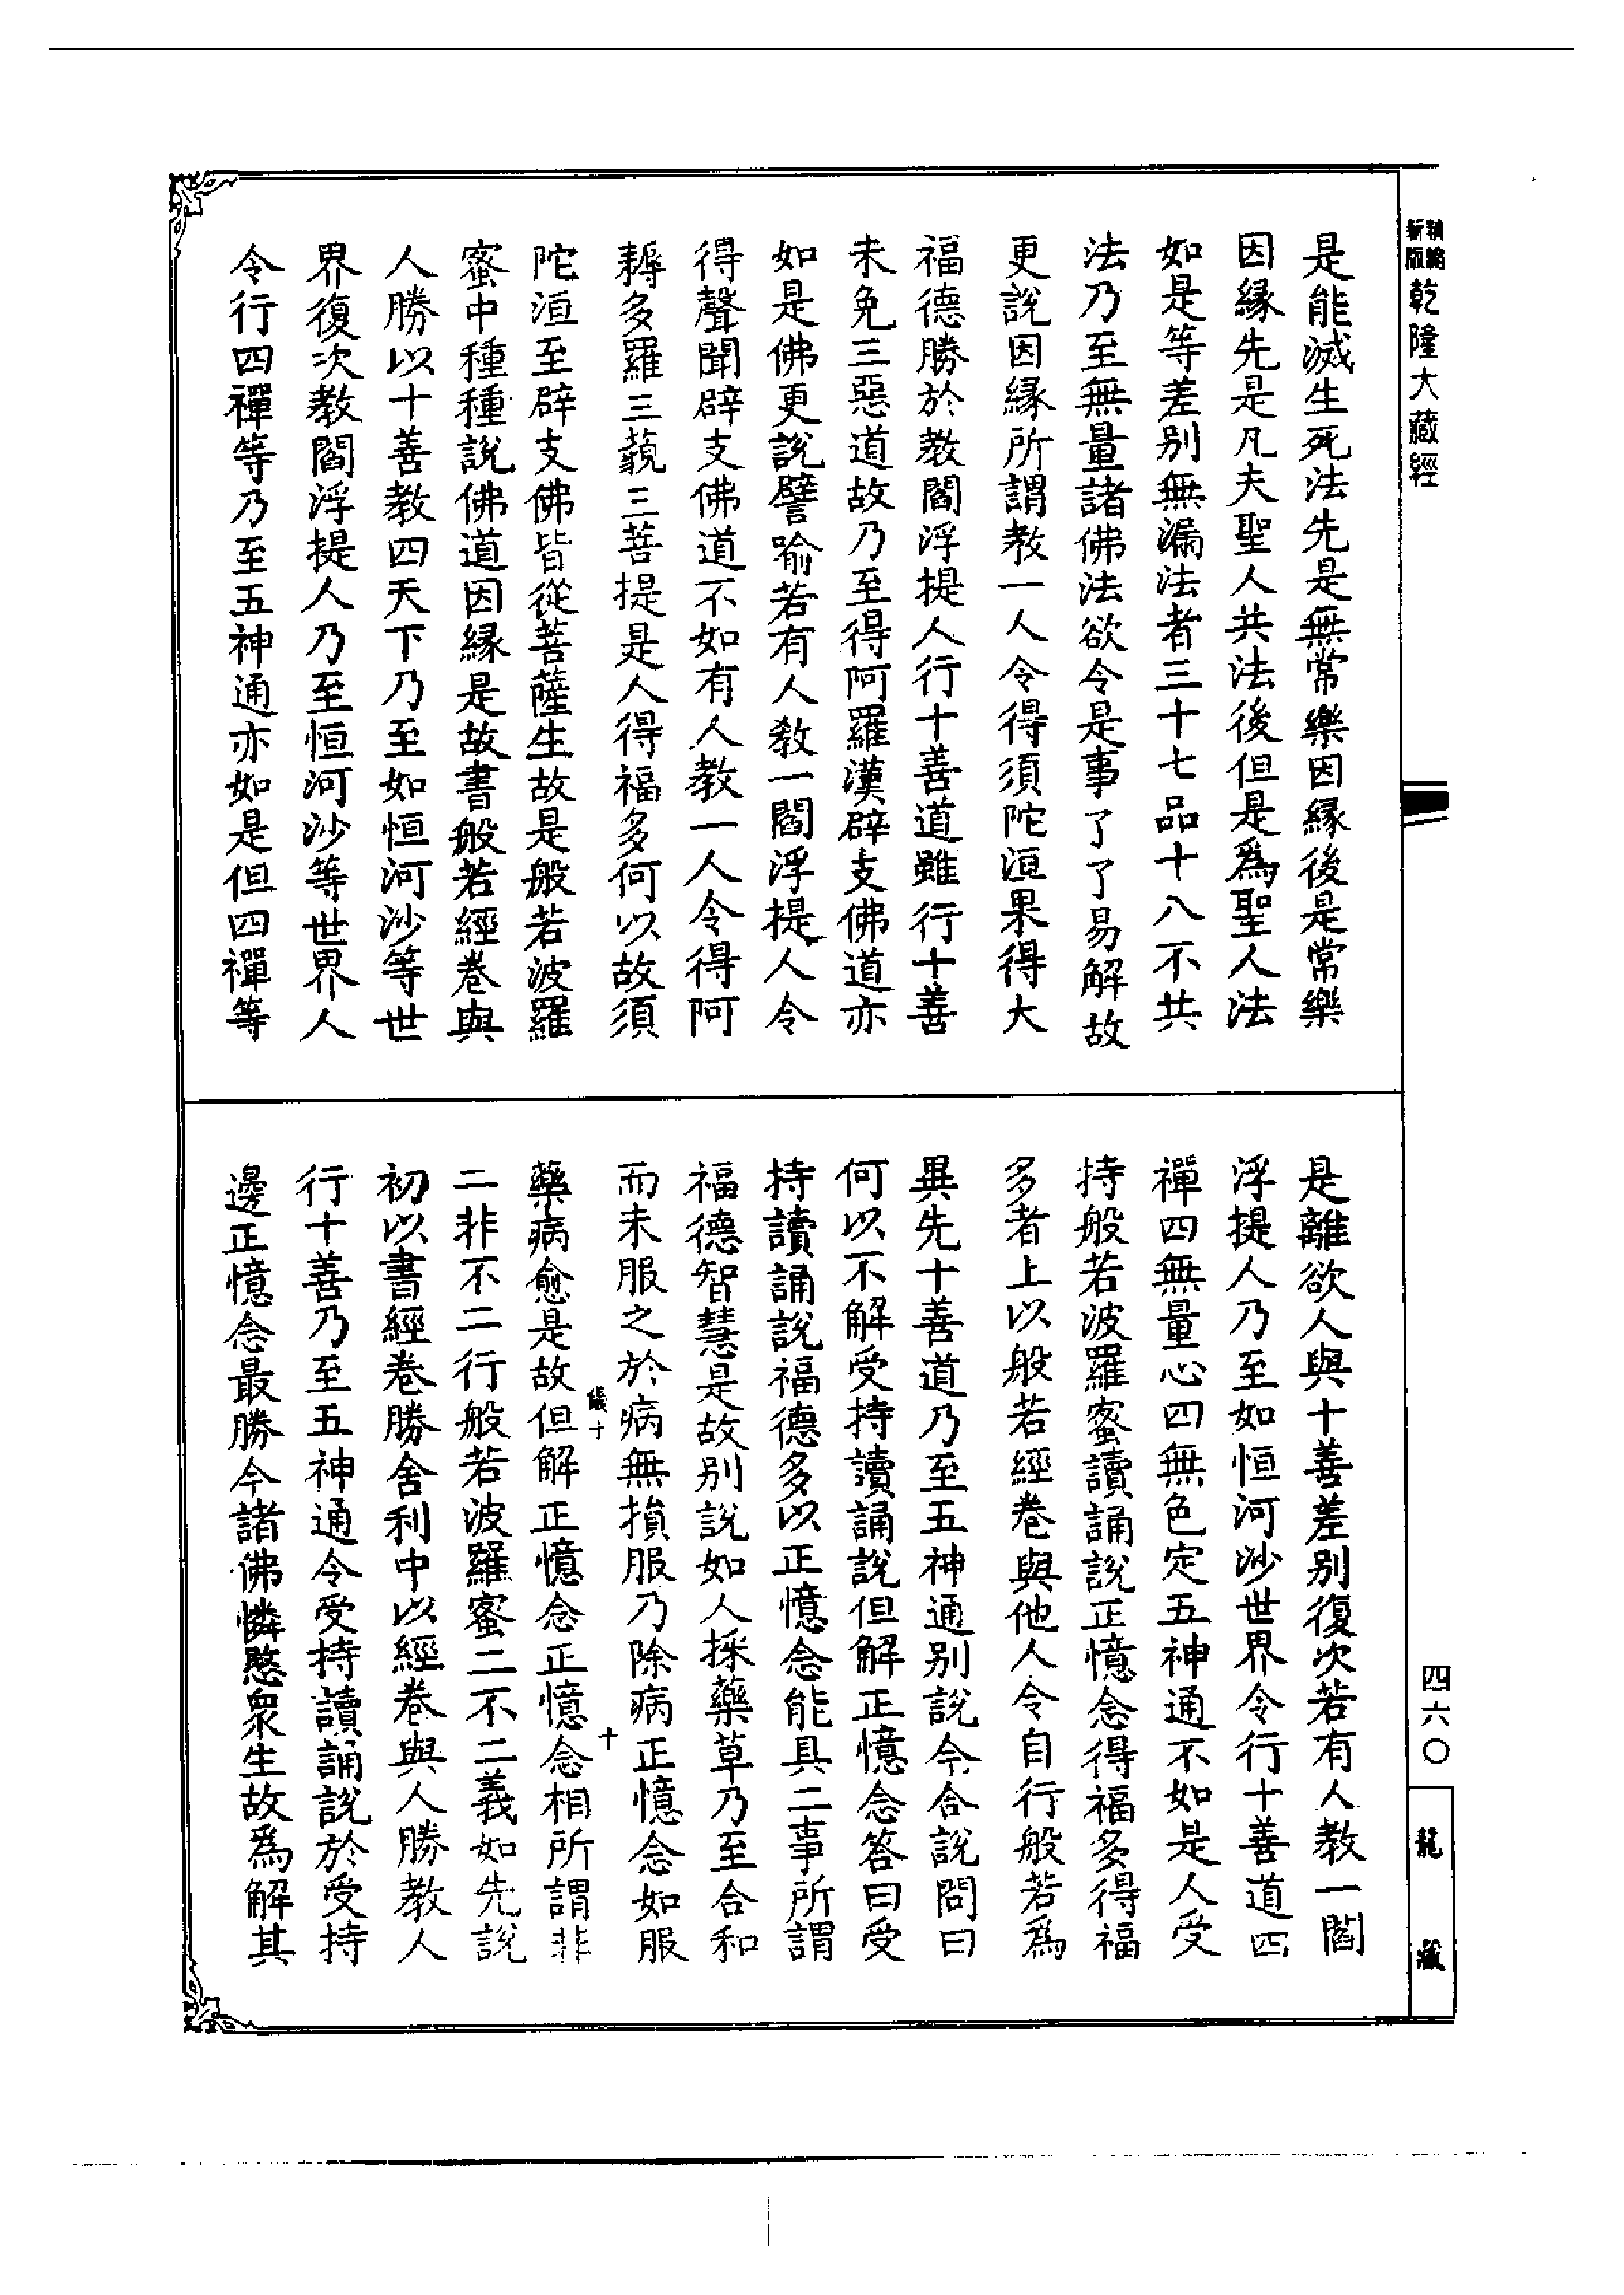 乾隆大藏經
是能滅生死法先是無常樂因緣後是常樂
因緣先是凡夫聖人共法後但是為聖人法
如是等差別無漏法者三十七品十八不共
法乃至無量諸佛法欲令是事了了易解故
更說因緣所謂教一人令得須陀洹果得大
福德勝於教閻浮提人行十善道雖行十善
未免三惡道故乃至得阿羅漢辟支佛道亦
如是佛更說譬喻若有人教一閻浮提人令
得聲聞辟支佛道不如有人教一人令得阿
耨多羅三藐三菩提是人得福多何以故須
陀洹至辟支佛皆從菩薩生故是般若波羅
蜜中種種說佛道因緣是故書般若經卷與
人勝以十善教四天下乃至如恒河沙等世
界復次教閻浮提人乃至恒河沙等世界人
令行四禪等乃至五神通亦如是但四禪等
是離欲人與十善差別復次若有人教一閻
浮提人乃至如恒河沙世界令行十善道四
禪四無量心四無色定五神通不如是人受
持般若波羅蜜讀誦說正憶念得福多得福
多者上以般若經卷與他人令自行般若為
異先十善道乃至五神通別說今合說問曰
何以不解受持讀誦說但解正憶念答曰受
持讀誦說福德多以正憶念能具二事所謂
福德智慧是故別說如人採藥草乃至合和
而未服之於病無損服乃除病正憶念如服
藥病愈是故但解正憶念正憶念相所謂非
二非不二行般若波羅蜜二不二義如先說
初以書經卷勝舍利中以經卷與人勝教人
行十善乃至五神通令受持讀誦說於受持
邊正憶念最勝今諸佛憐愍眾生故為解其
十
四六〇
龍藏